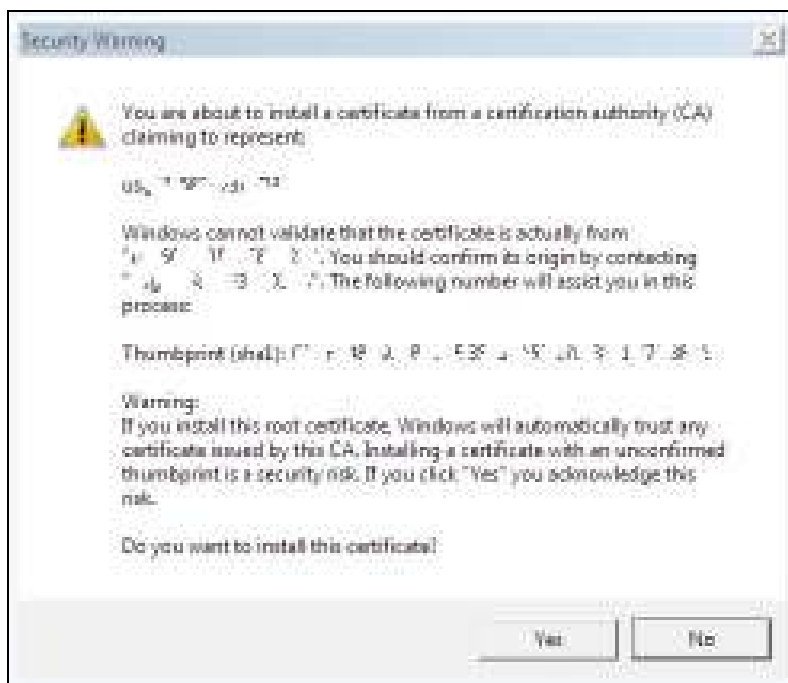 Security Warning
You are about to install a certificate from a certification authority (CA)
claiming to represent:
Windows cannot validate that the certificate is actually from
You should confirm its origin by contacting
The following number will assist you in this
process:
Thumbprint (sha1):
Warning:
If you install this root certificate, Windows will automatically trust any
certificate issued by this CA. Installing a certificate with an unconfirmed
thumbprint is a security risk. If you click "Yes" you acknowledge this
risk.
Do you want to install this certificate?
Yes
No